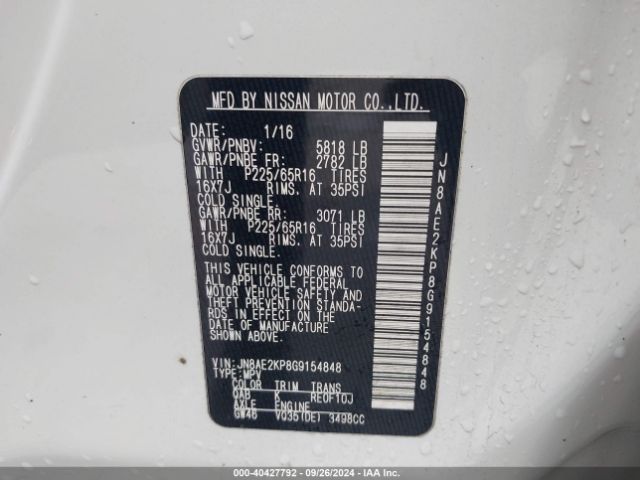 MFD BY NISSAN MOTOR CO.,LTD.
DATE: 1/16
GVWR/PNBV: 5818 LB
GAWR/PNBE FR: 2782 LB
WITH P225/65R16 TIRES
16X7J RIMS. AT 35PSI
COLD SINGLE.
GAWR/PNBE RR: 3071 LB
WITH P225/65R16 TIRES
16X7J RIMS. AT 35PSI
COLD SINGLE.
THIS VEHICLE CONFORMS TO
ALL APPLICABLE FEDERAL
MOTOR VEHICLE SAFETY AND
THEFT PREVENTION STANDA-
RDS IN EFFECT ON THE
DATE OF MANUFACTURE
SHOWN ABOVE.
VIN: JN8AE2KP8G9154848
TYPE: MPV
COLOR TRIM TRANS
QAB K RE0F10J
AXLE ENGINE
GW46 VQ35(DE) 3498CC
JN8AE2KP8G9154848
000-40427792 - 09/26/2024 - IAAI.com